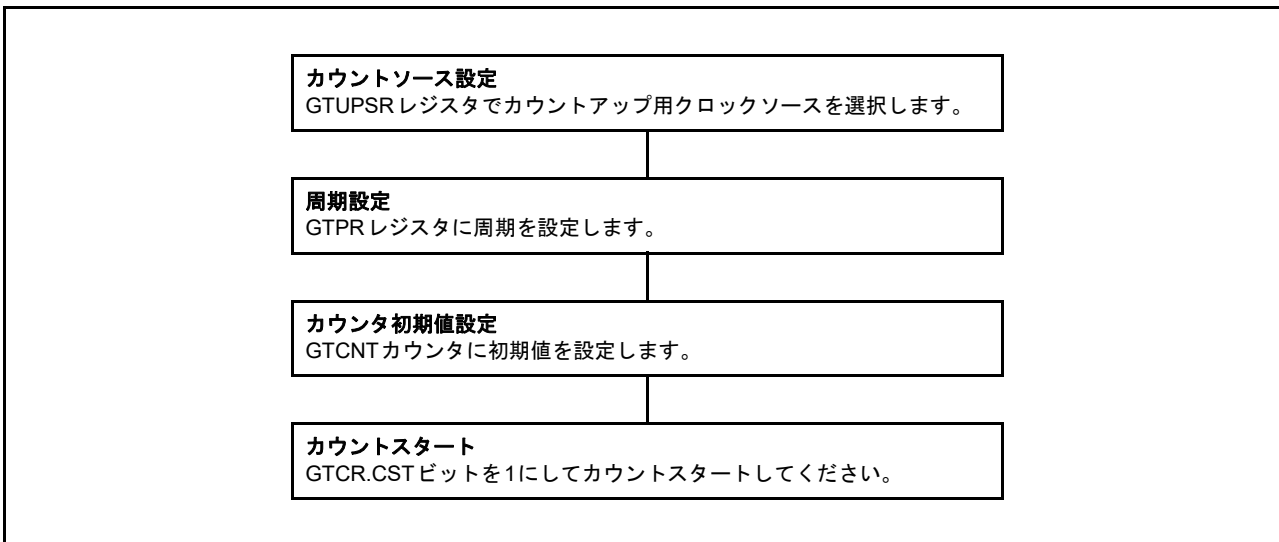 カウントソース設定
GTUPSRレジスタでカウントアップ用クロックソースを選択します。
周期設定
GTPRレジスタに周期を設定します。
カウンタ初期値設定
GTCNTカウンタに初期値を設定します。
カウントスタート
GTCR.CSTビットを1にしてカウントスタートしてください。